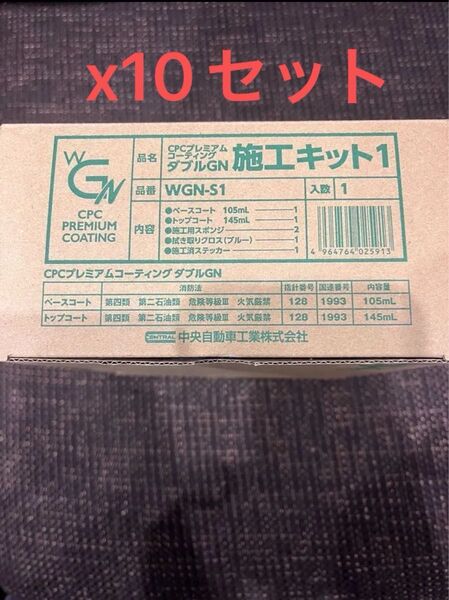 x10セット
WGN
CPC
PREMIUM
COATING
品名 CPCプレミアム
コーティング
ダブルGN 施工キット1
品番 WGN-S1 入数 1
内容
●ベースコート 105mL 1
●トップコート 145mL 1
●施工用スポンジ 2
●拭き取りクロス(ブルー) 1
●施工済ステッカー 1
4 964764 025913
CPCプレミアムコーティング ダブルGN
消防法 指針番号 国連番号 内容量
ベースコート 第四類 第二石油類 危険等級Ⅲ 火気厳禁 128 1993 105mL
トップコート 第四類 第二石油類 危険等級Ⅲ 火気厳禁 128 1993 145mL
CENTRAL 中央自動車工業株式会社